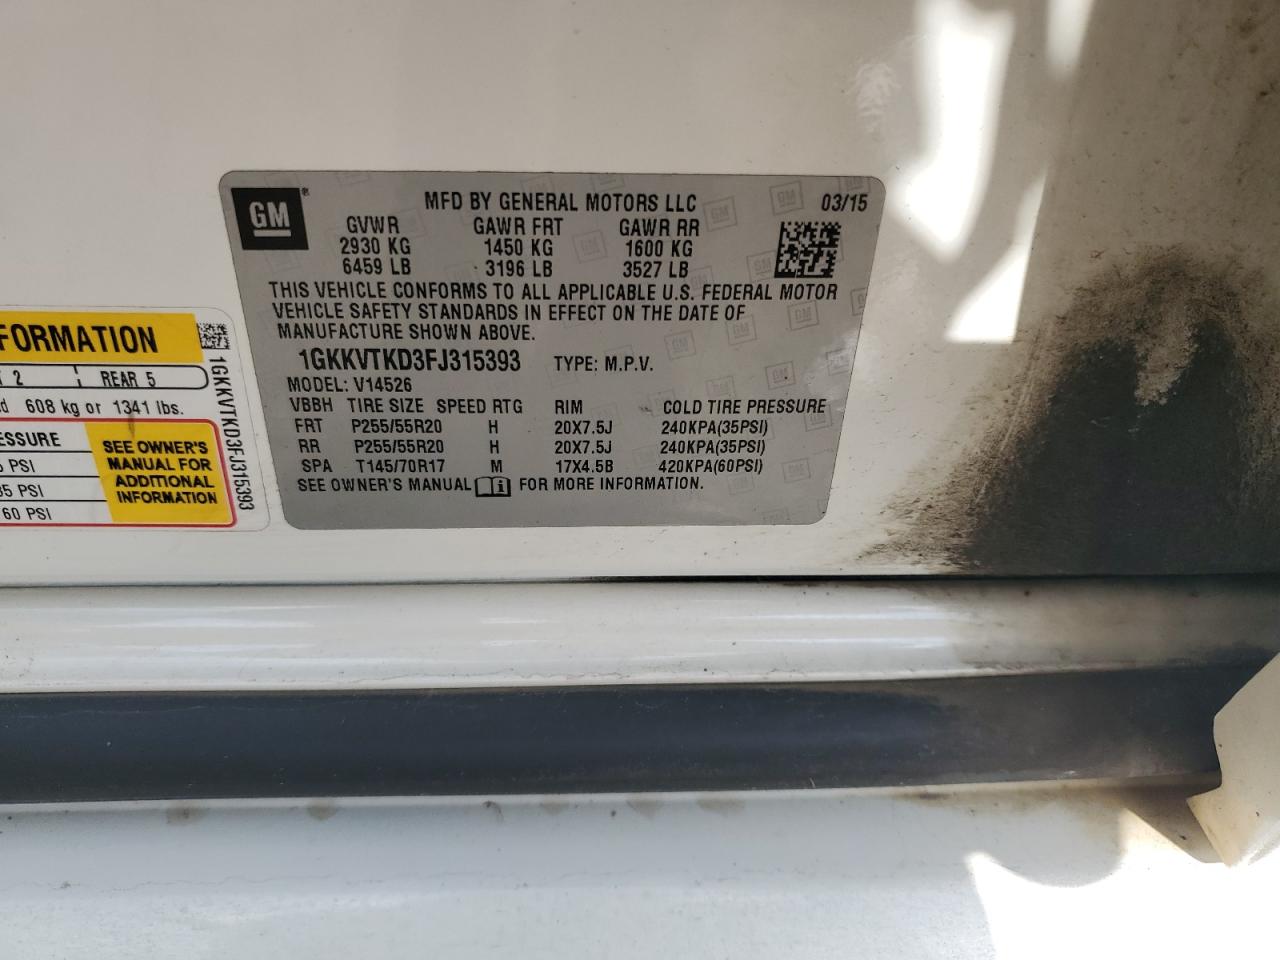 GM ®
MFD BY GENERAL MOTORS LLC 03/15
GVWR GAWR FRT GAWR RR
2930 KG 1450 KG 1600 KG
6459 LB 3196 LB 3527 LB
THIS VEHICLE CONFORMS TO ALL APPLICABLE U.S. FEDERAL MOTOR
VEHICLE SAFETY STANDARDS IN EFFECT ON THE DATE OF
MANUFACTURE SHOWN ABOVE.
1GKKVTKD3FJ315393 TYPE: M.P.V.
MODEL: V14526
VBBH TIRE SIZE SPEED RTG RIM COLD TIRE PRESSURE
FRT P255/55R20 H 20X7.5J 240KPA(35PSI)
RR P255/55R20 H 20X7.5J 240KPA(35PSI)
SPA T145/70R17 M 17X4.5B 420KPA(60PSI)
SEE OWNER'S MANUAL FOR MORE INFORMATION.
FORMATION
2 REAR 5
608 kg or 1341 lbs.
ESSURE
PSI
35 PSI
60 PSI
SEE OWNER'S
MANUAL FOR
ADDITIONAL
INFORMATION
1GKKVTKD3FJ315393